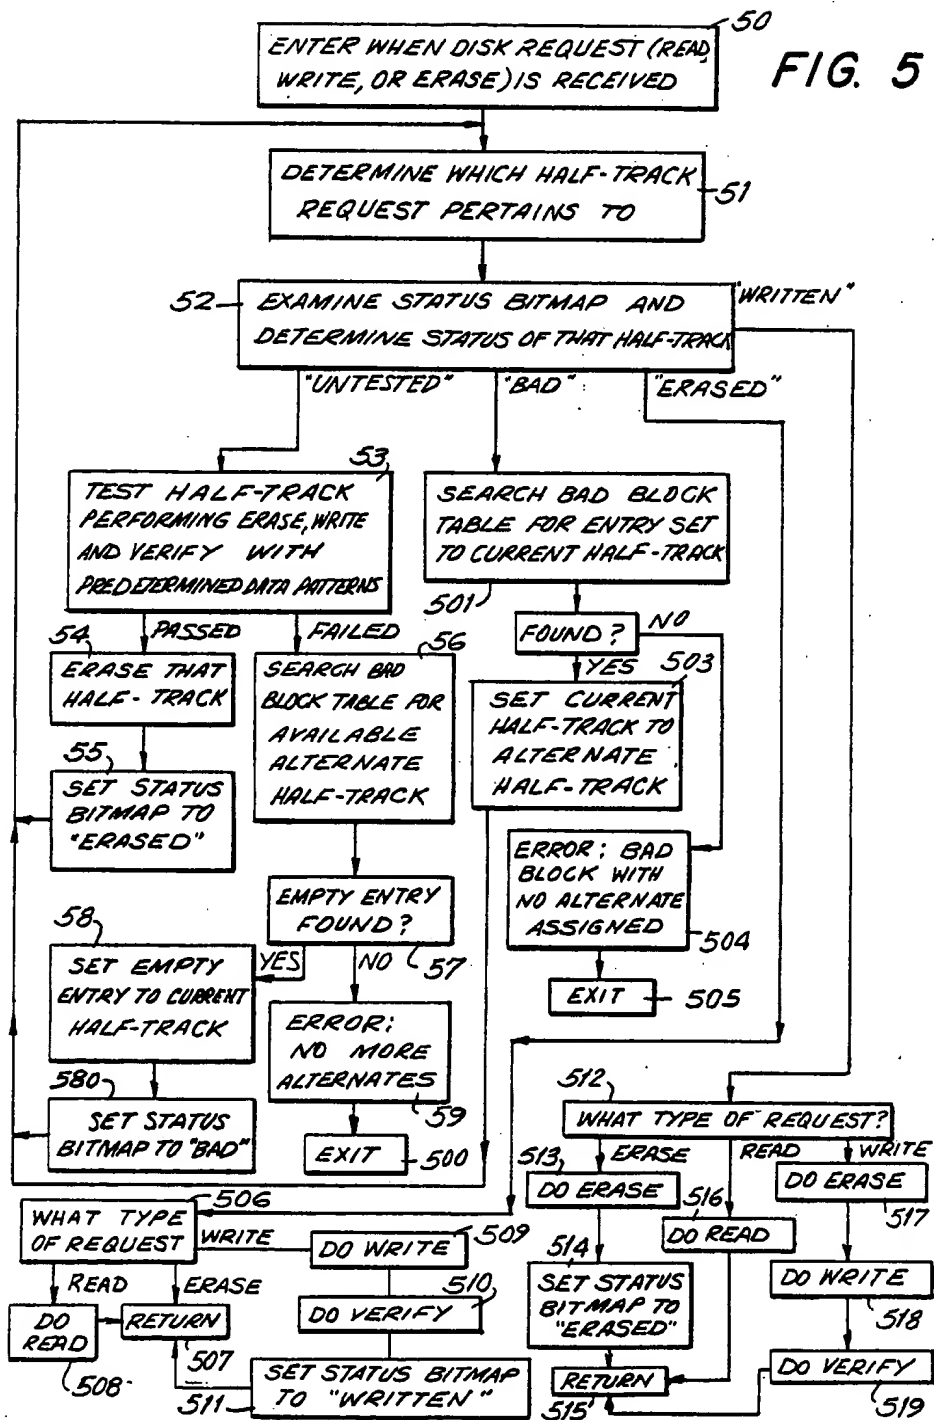 50
ENTER WHEN DISK REQUEST (READ,
WRITE, OR ERASE) IS RECEIVED
FIG. 5
DETERMINE WHICH HALF-TRACK
REQUEST PERTAINS TO
51
52
EXAMINE STATUS BITMAP AND
DETERMINE STATUS OF THAT HALF-TRACK
"WRITTEN"
"UNTESTED"
"BAD"
"ERASED"
53
TEST HALF-TRACK
PERFORMING ERASE, WRITE
AND VERIFY WITH
PREDETERMINED DATA PATTERNS
SEARCH BAD BLOCK
TABLE FOR ENTRY SET
TO CURRENT HALF-TRACK
501
PASSED
FAILED
FOUND?
NO
YES
54
ERASE THAT
HALF-TRACK
56
SEARCH BAD
BLOCK TABLE FOR
AVAILABLE
ALTERNATE
HALF-TRACK
503
SET CURRENT
HALF-TRACK TO
ALTERNATE
HALF-TRACK
55
SET STATUS
BITMAP TO
"ERASED"
ERROR: BAD
BLOCK WITH
NO ALTERNATE
ASSIGNED
504
EXIT
505
EMPTY ENTRY
FOUND?
57
YES
NO
58
SET EMPTY
ENTRY TO CURRENT
HALF-TRACK
ERROR:
NO MORE
ALTERNATES
59
580
SET STATUS
BITMAP TO "BAD"
EXIT
500
512
WHAT TYPE OF REQUEST?
ERASE
READ
WRITE
513
DO ERASE
516
DO READ
DO ERASE
517
514
SET STATUS
BITMAP TO
"ERASED"
DO WRITE
518
DO VERIFY
519
RETURN
515
506
WHAT TYPE
OF REQUEST
WRITE
509
DO WRITE
510
DO VERIFY
READ
ERASE
DO
READ
508
RETURN
507
SET STATUS BITMAP
TO "WRITTEN"
511